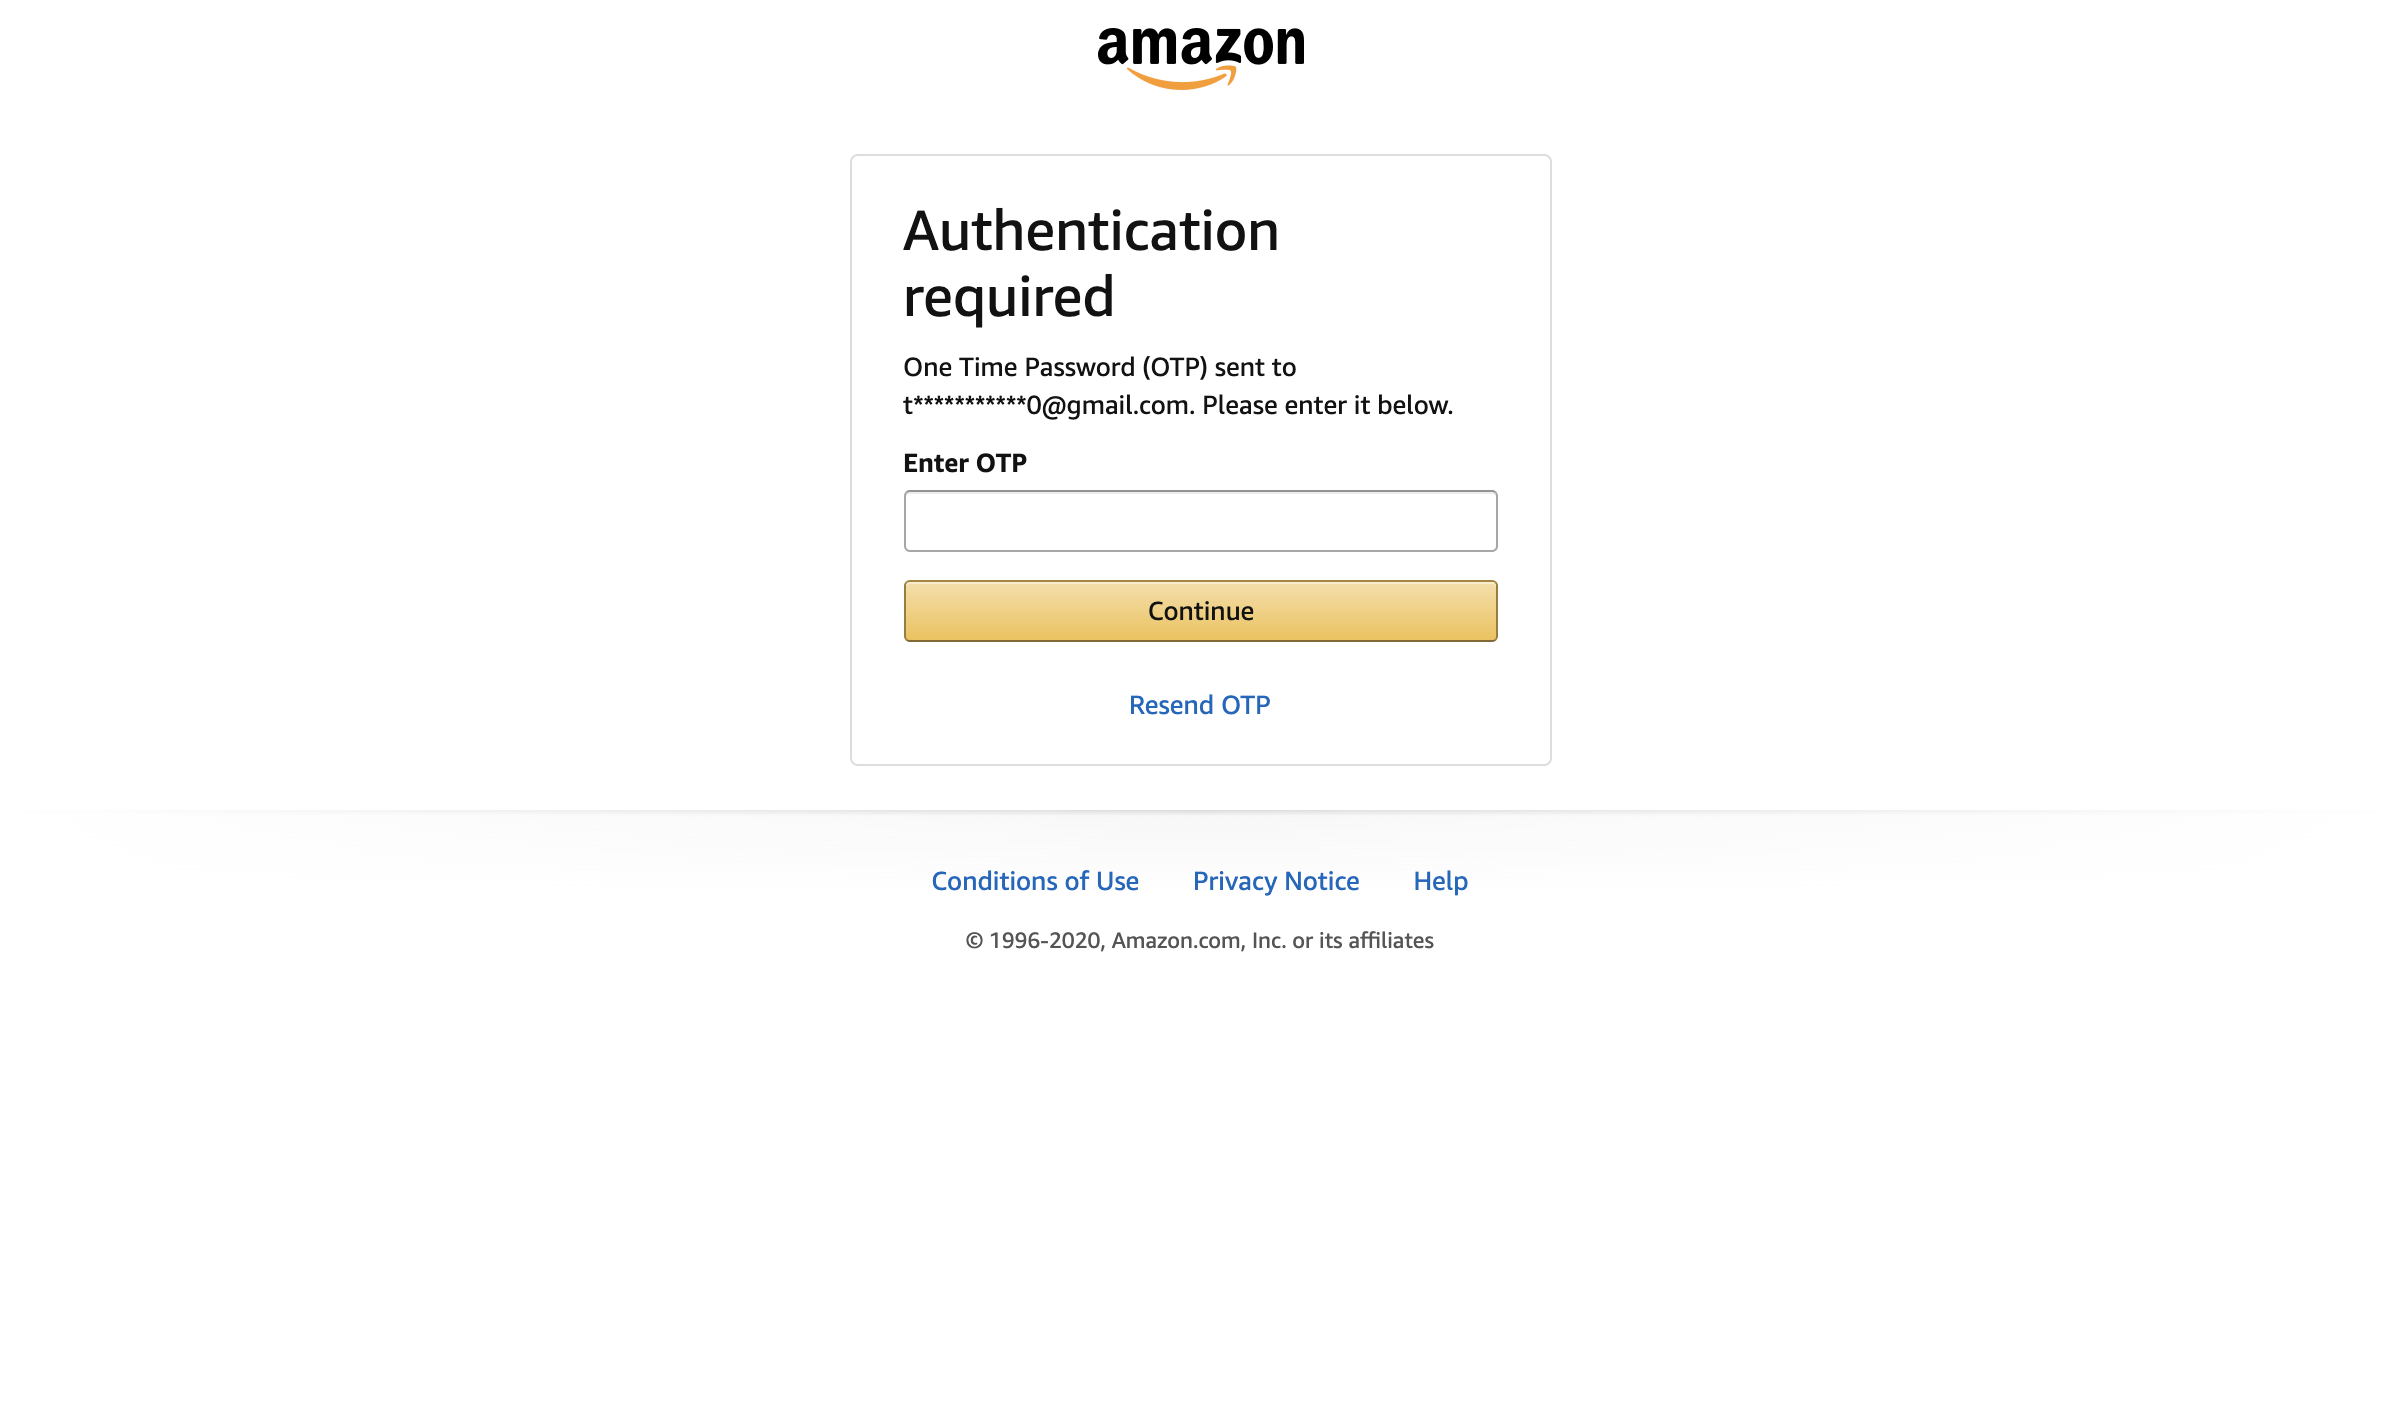 amazon
Authentication
required
One Time Password (OTP) sent to
t***********0@gmail.com. Please enter it below.
Enter OTP
Continue
Resend OTP
Conditions of Use Privacy Notice Help
© 1996-2020, Amazon.com, Inc. or its affiliates